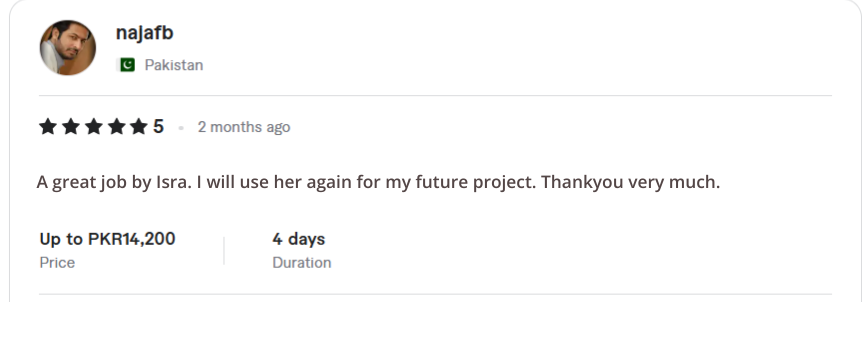 najafb
Pakistan
5 • 2 months ago
A great job by Isra. I will use her again for my future project. Thankyou very much.
Up to PKR14,200 4 days
Price Duration